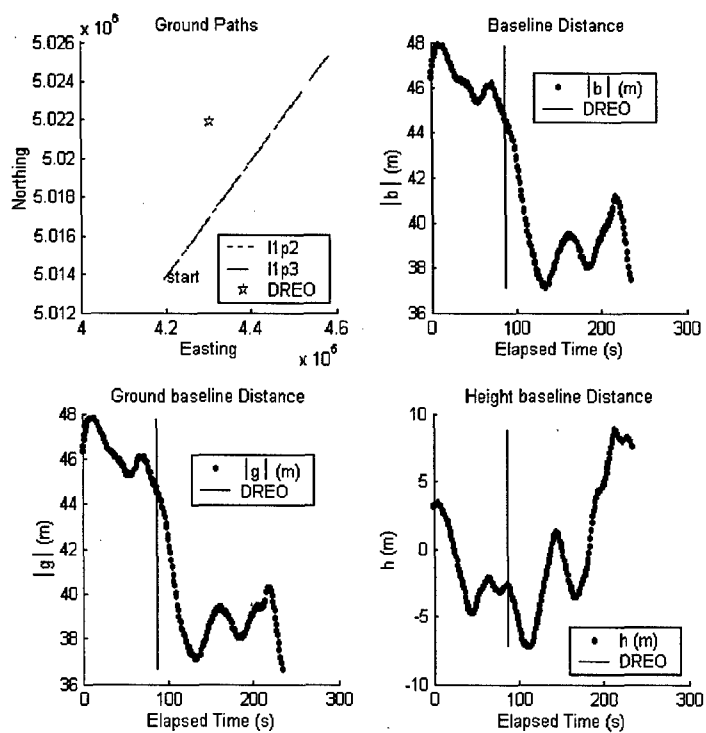 x 10⁶
Ground Paths
5.026
5.024
5.022
5.02
5.018
5.016
5.014
5.012
Northing
start
l1p2
l1p3
DREO
4
4.2
4.4
4.6
Easting
x 10⁶
Baseline Distance
48
46
44
42
40
38
36
|b| (m)
|b| (m)
DREO
0
100
200
300
Elapsed Time (s)
Ground baseline Distance
48
46
44
42
40
38
36
|g| (m)
|g| (m)
DREO
0
100
200
300
Elapsed Time (s)
Height baseline Distance
10
5
0
-5
-10
h (m)
h (m)
DREO
0
100
200
300
Elapsed Time (s)